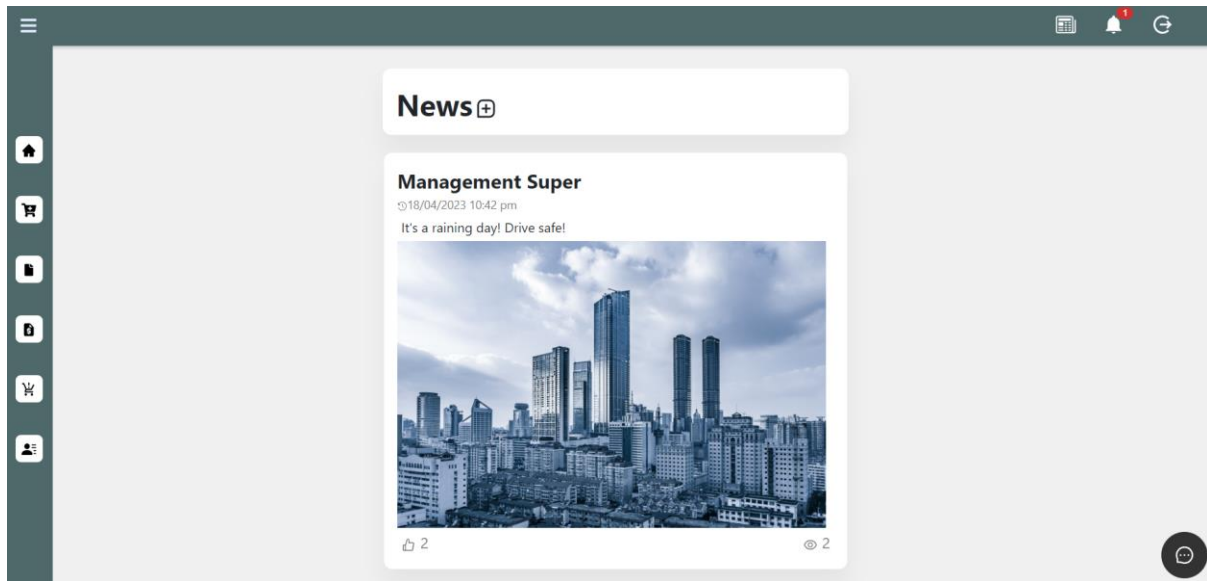 1
News
Management Super
18/04/2023 10:42 pm
It's a raining day! Drive safe!
2
2